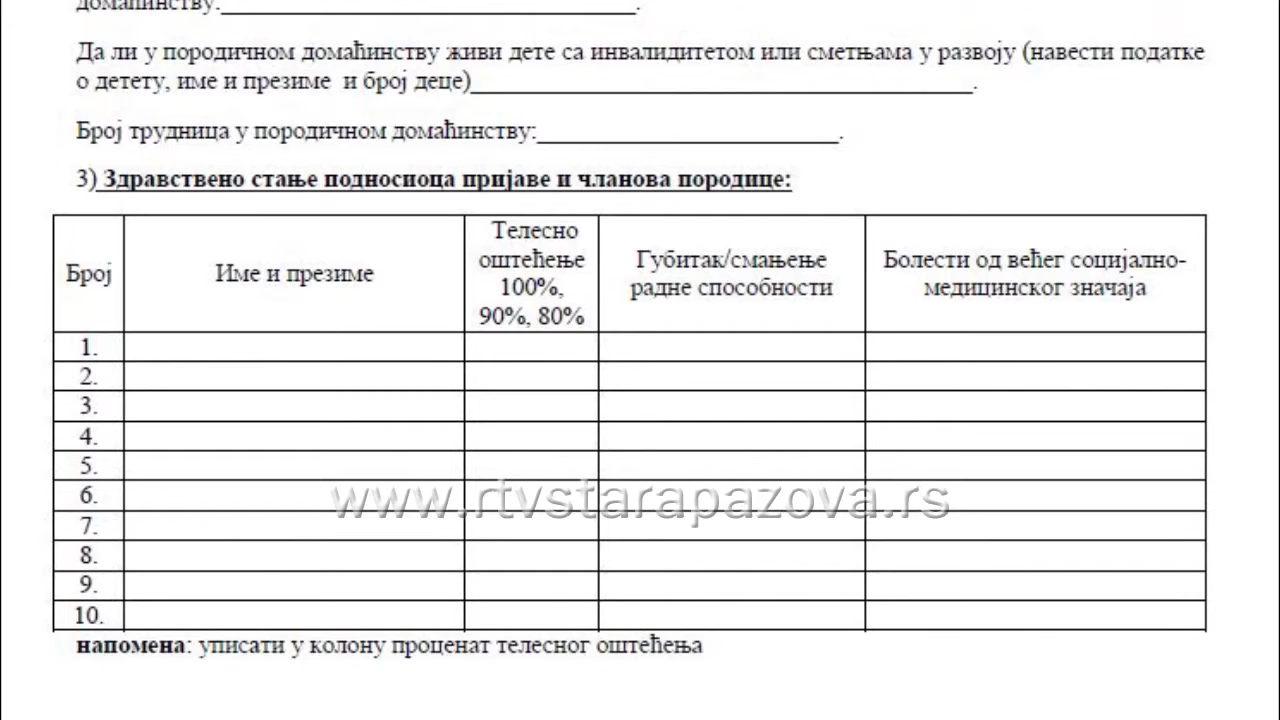 домаћинству:__________________________________.
Да ли у породичном домаћинству живи дете са инвалидитетом или сметњама у развоју (навести податке
о детету, име и презиме и број деце)_________________________________________.
Број трудница у породичном домаћинству:_________________________.
3) Здравствено стање подносиоца пријаве и чланова породице:
Број Име и презиме Телесно оштећење 100%, 90%, 80% Губитак/смањење радне способности Болести од већег социјално-медицинског значаја
1.
2.
3.
4.
5.
6.
www.rtvstarapazova.rs
7.
8.
9.
10.
напомена: уписати у колону проценат телесног оштећења